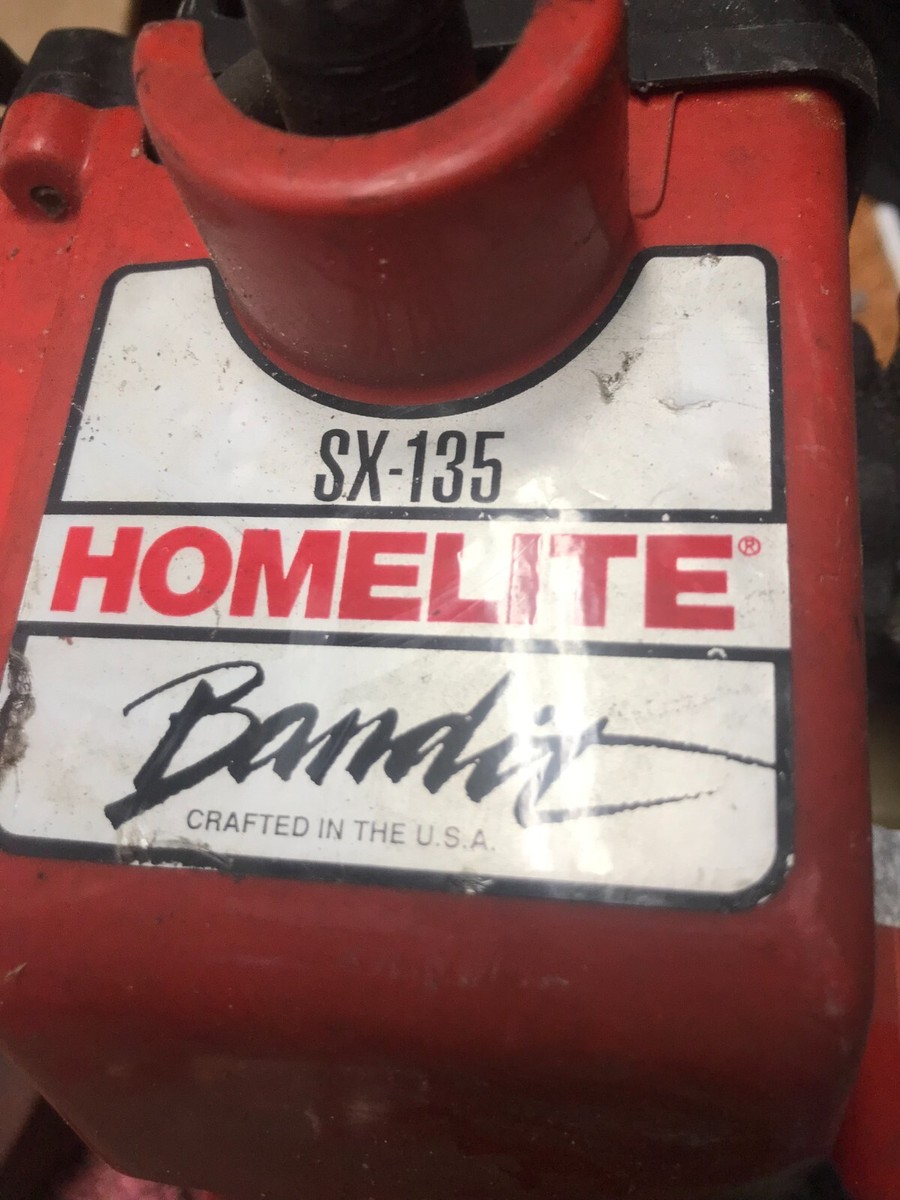 SX-135
HOMELITE®
Bandit
CRAFTED IN THE U.S.A.